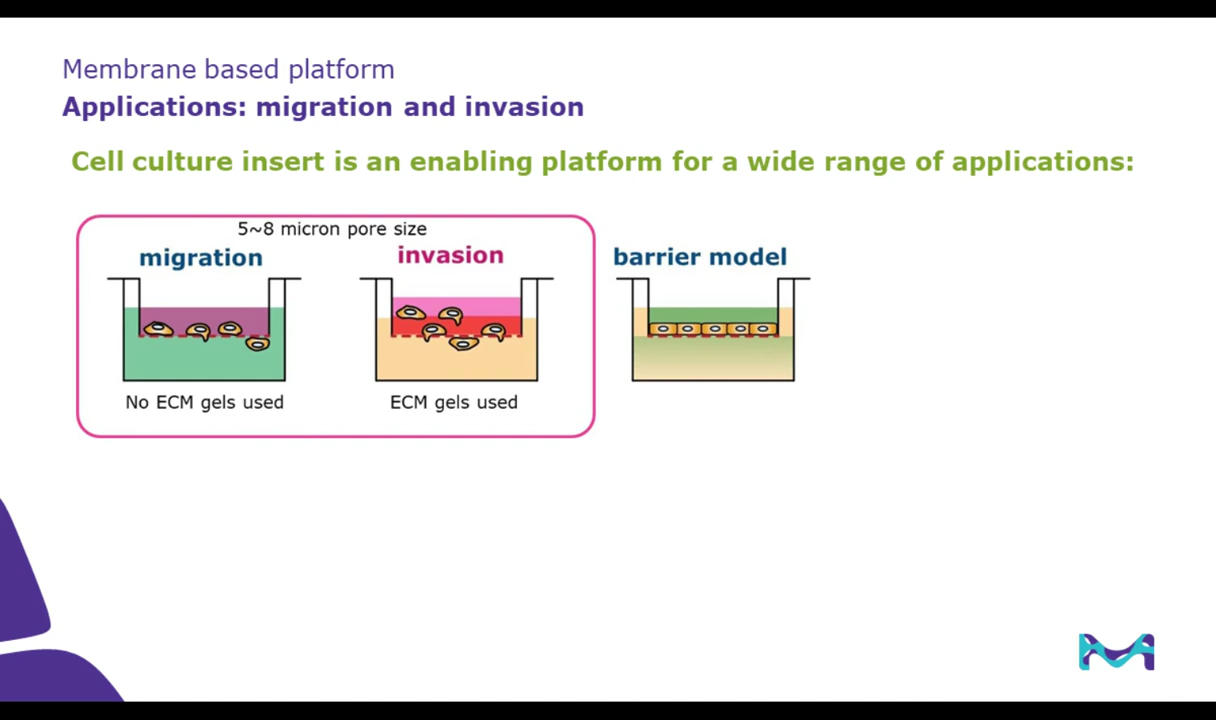 Membrane based platform
Applications: migration and invasion
Cell culture insert is an enabling platform for a wide range of applications:
5~8 micron pore size
migration
invasion
barrier model
No ECM gels used
ECM gels used